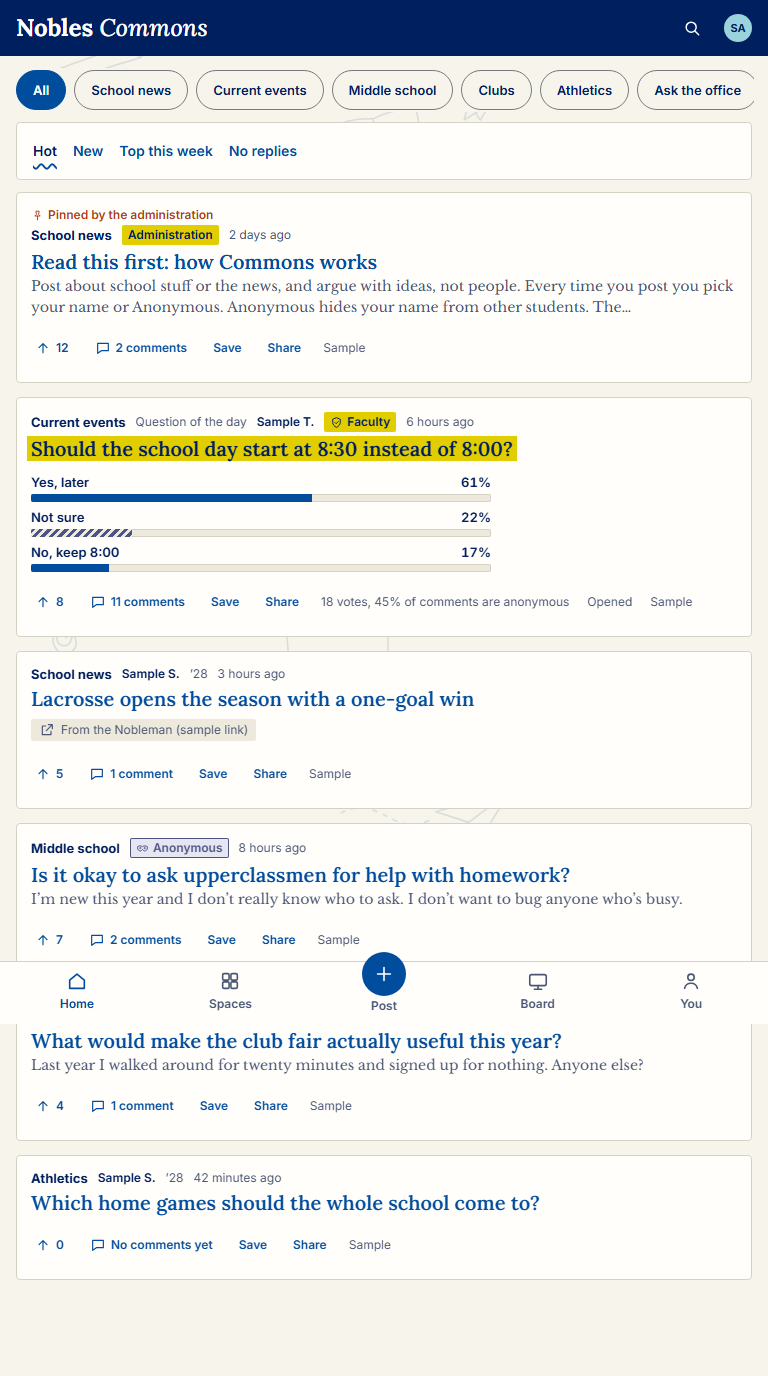 Nobles Commons
SA
All School news Current events Middle school Clubs Athletics Ask the office
Hot New Top this week No replies
Pinned by the administration
School news Administration 2 days ago
Read this first: how Commons works
Post about school stuff or the news, and argue with ideas, not people. Every time you post you pick
your name or Anonymous. Anonymous hides your name from other students. The…
12 2 comments Save Share Sample
Current events Question of the day Sample T. Faculty 6 hours ago
Should the school day start at 8:30 instead of 8:00?
Yes, later 61%
Not sure 22%
No, keep 8:00 17%
8 11 comments Save Share 18 votes, 45% of comments are anonymous Opened Sample
School news Sample S. ’28 3 hours ago
Lacrosse opens the season with a one-goal win
From the Nobleman (sample link)
5 1 comment Save Share Sample
Middle school Anonymous 8 hours ago
Is it okay to ask upperclassmen for help with homework?
I’m new this year and I don’t really know who to ask. I don’t want to bug anyone who’s busy.
7 2 comments Save Share Sample
Home Spaces Post Board You
What would make the club fair actually useful this year?
Last year I walked around for twenty minutes and signed up for nothing. Anyone else?
4 1 comment Save Share Sample
Athletics Sample S. ’28 42 minutes ago
Which home games should the whole school come to?
0 No comments yet Save Share Sample